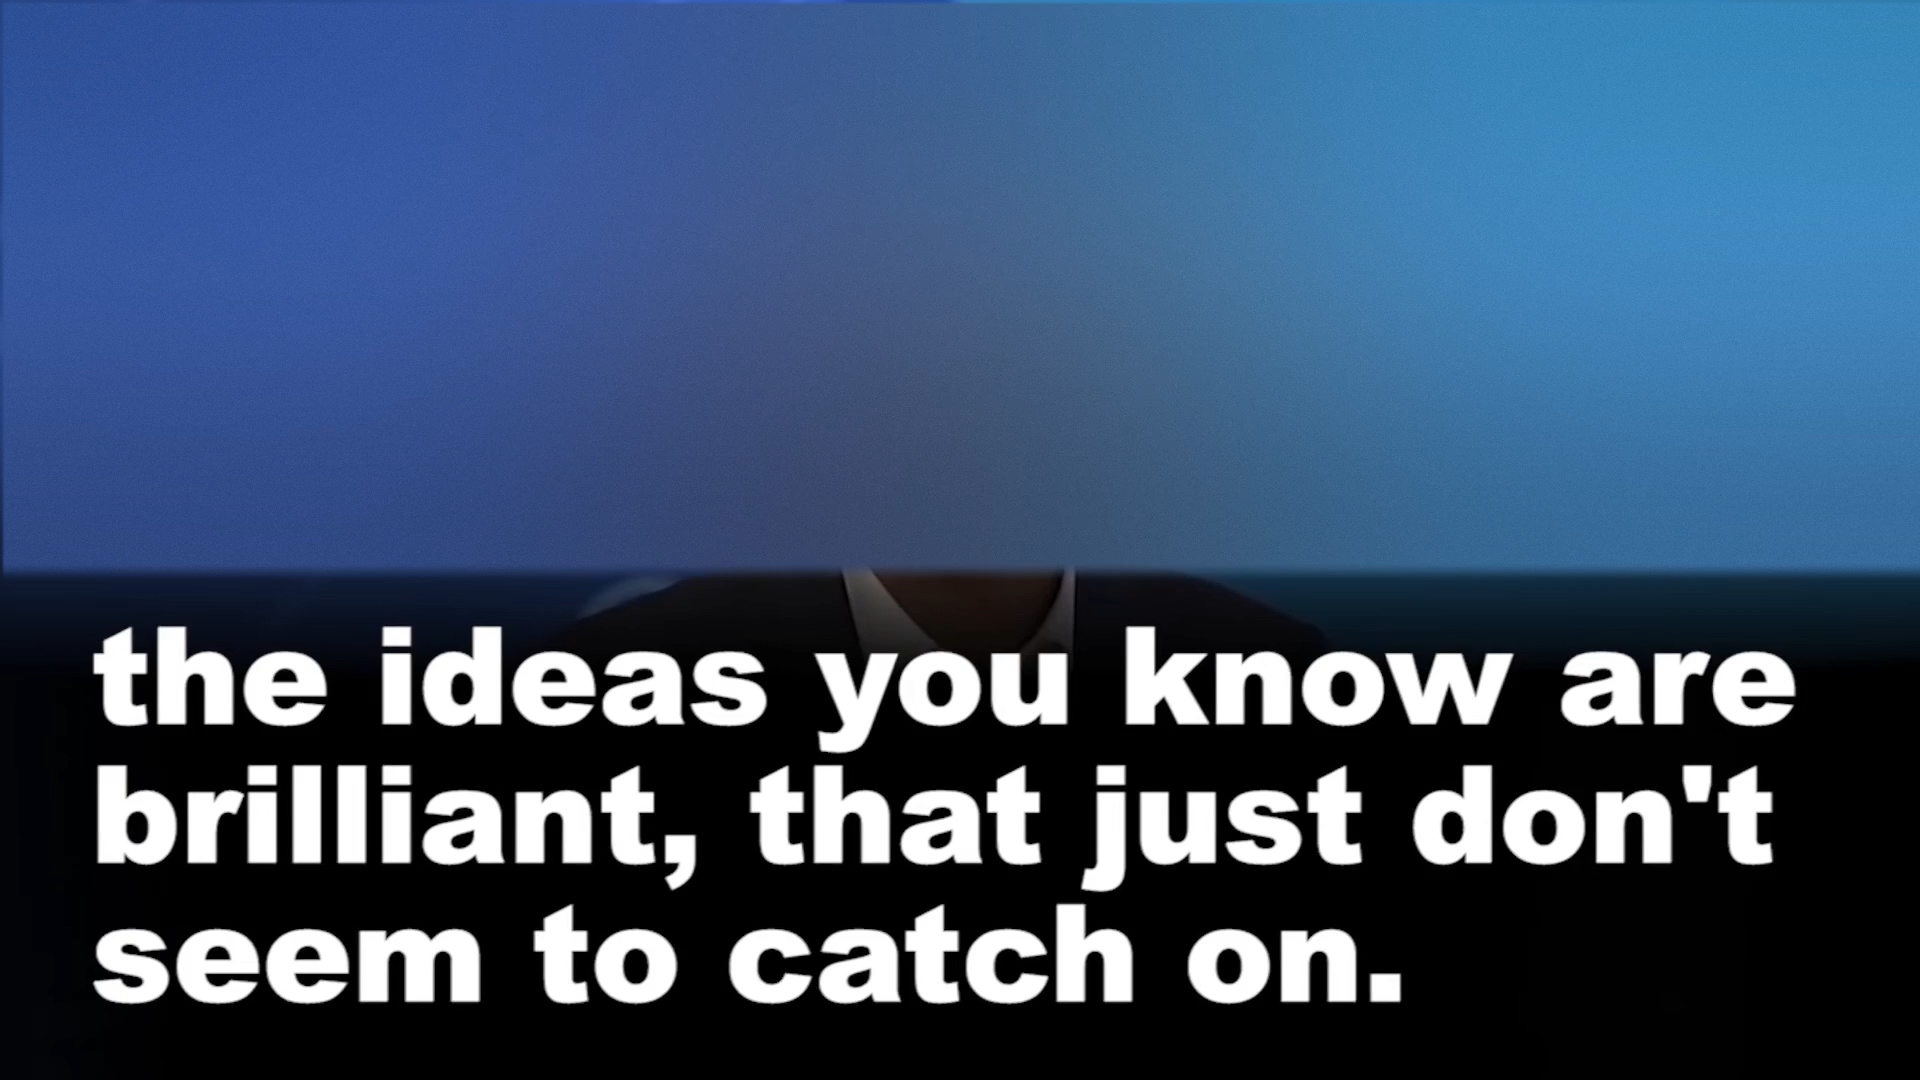 the ideas you know are
brilliant, that just don't
seem to catch on.